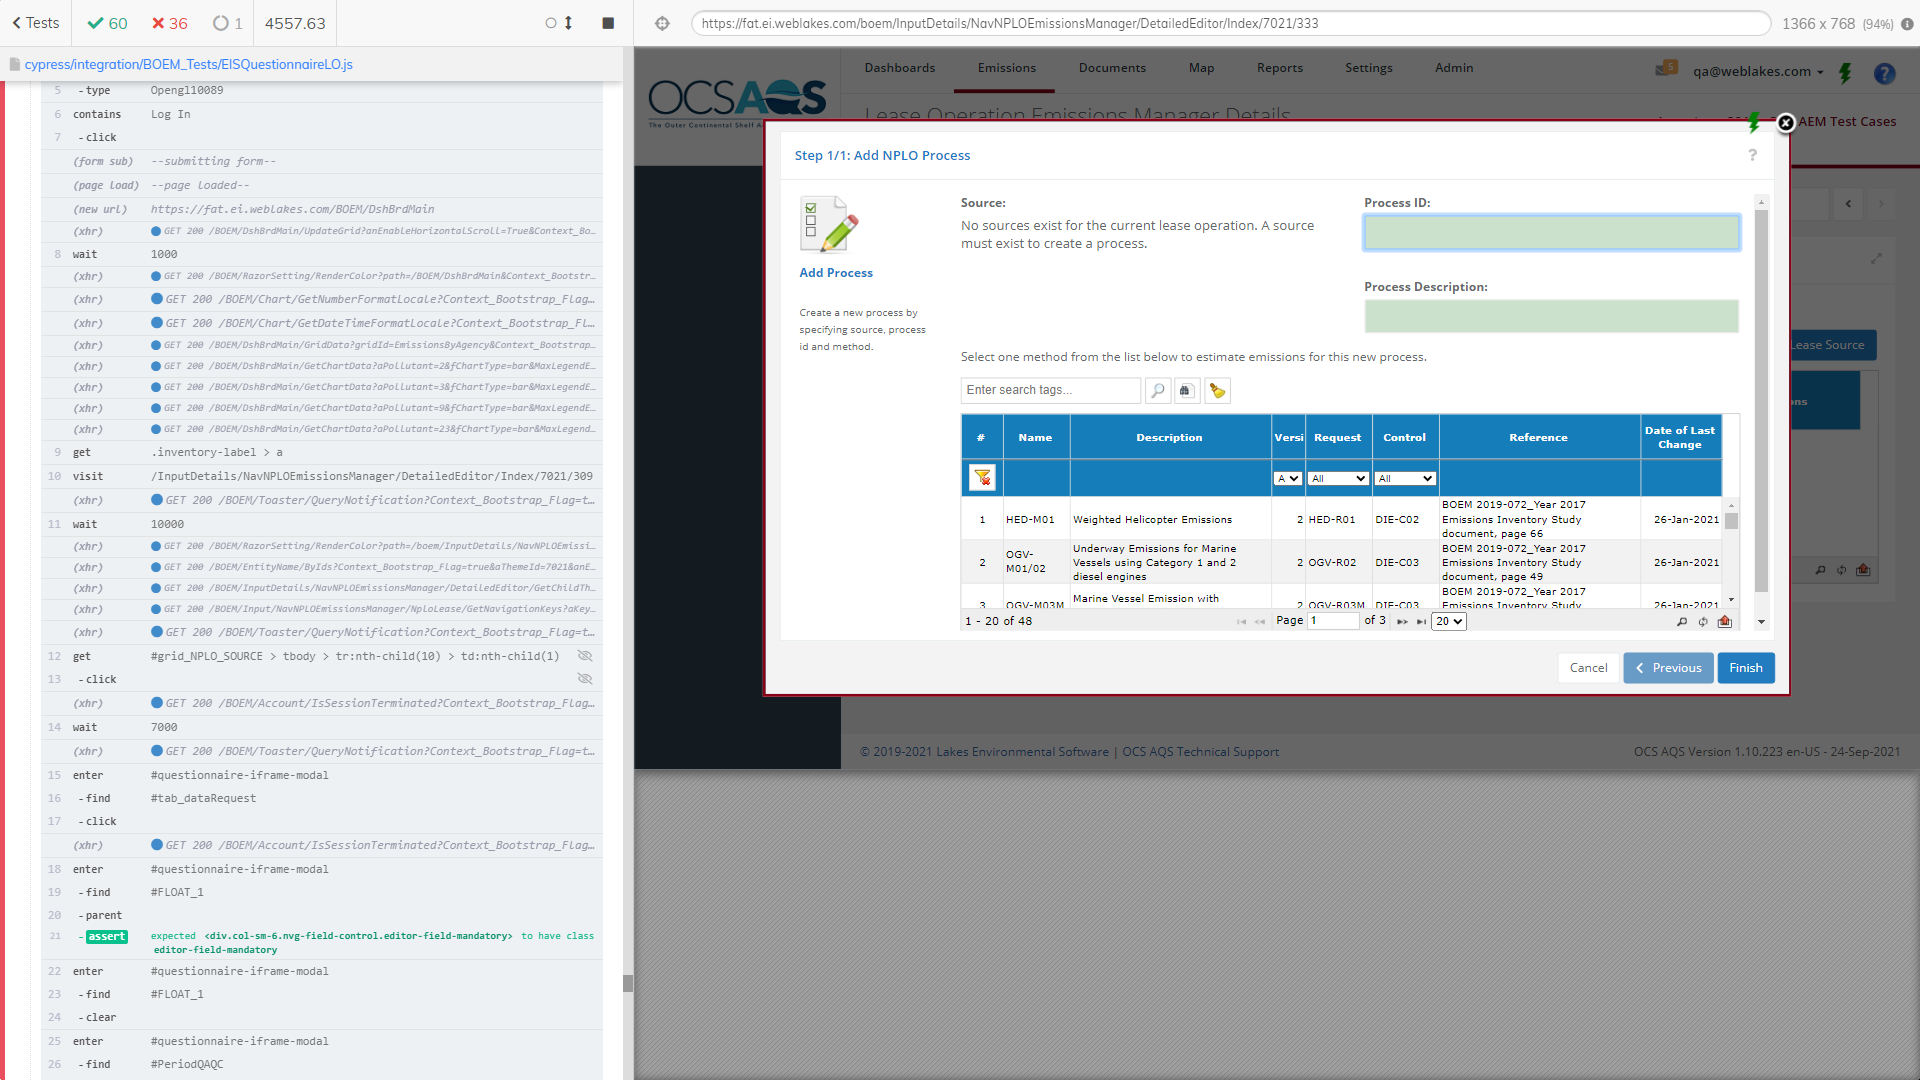 Tests
60
36
1
4557.63
https://fat.ei.weblakes.com/boem/InputDetails/NavNPLOEmissionsManager/DetailedEditor/Index/7021/333
1366 x 768 (94%)
cypress/integration/BOEM_Tests/EISQuestionnaireLO.js
5 -type Opengl10089
6 contains Log In
7 -click
(form sub) --submitting form--
(page load) --page loaded--
(new url) https://fat.ei.weblakes.com/BOEM/DshBrdMain
(xhr) GET 200 /BOEM/DshBrdMain/UpdateGrid?anEnableHorizontalScroll=True&Context_Bo...
8 wait 1000
(xhr) GET 200 /BOEM/RazorSetting/RenderColor?path=/BOEM/DshBrdMain&Context_Bootstr...
(xhr) GET 200 /BOEM/Chart/GetNumberFormatLocale?Context_Bootstrap_Flag...
(xhr) GET 200 /BOEM/Chart/GetDateTimeFormatLocale?Context_Bootstrap_Fl...
(xhr) GET 200 /BOEM/DshBrdMain/GridData?gridId=EmissionsByAgency&Context_Bootstrap...
(xhr) GET 200 /BOEM/DshBrdMain/GetChartData?aPollutant=2&fChartType=bar&MaxLegendE...
(xhr) GET 200 /BOEM/DshBrdMain/GetChartData?aPollutant=3&fChartType=bar&MaxLegendE...
(xhr) GET 200 /BOEM/DshBrdMain/GetChartData?aPollutant=9&fChartType=bar&MaxLegendE...
(xhr) GET 200 /BOEM/DshBrdMain/GetChartData?aPollutant=23&fChartType=bar&MaxLegend...
9 get .inventory-label > a
10 visit /InputDetails/NavNPLOEmissionsManager/DetailedEditor/Index/7021/309
(xhr) GET 200 /BOEM/Toaster/QueryNotification?Context_Bootstrap_Flag=t...
11 wait 10000
(xhr) GET 200 /BOEM/RazorSetting/RenderColor?path=/boem/InputDetails/NavNPLOEmissi...
(xhr) GET 200 /BOEM/EntityName/ByIds?Context_Bootstrap_Flag=true&aThemeId=7021&anE...
(xhr) GET 200 /BOEM/InputDetails/NavNPLOEmissionsManager/DetailedEditor/GetChildTh...
(xhr) GET 200 /BOEM/Input/NavNPLOEmissionsManager/NploLease/GetNavigationKeys?aKey...
(xhr) GET 200 /BOEM/Toaster/QueryNotification?Context_Bootstrap_Flag=t...
12 get #grid_NPLO_SOURCE > tbody > tr:nth-child(10) > td:nth-child(1)
13 -click
(xhr) GET 200 /BOEM/Account/IsSessionTerminated?Context_Bootstrap_Flag...
14 wait 7000
(xhr) GET 200 /BOEM/Toaster/QueryNotification?Context_Bootstrap_Flag=t...
15 enter #questionnaire-iframe-modal
16 -find #tab_dataRequest
17 -click
(xhr) GET 200 /BOEM/Account/IsSessionTerminated?Context_Bootstrap_Flag...
18 enter #questionnaire-iframe-modal
19 -find #FLOAT_1
20 -parent
21 -assert expected <div.col-sm-6.nvg-field-control.editor-field-mandatory> to have class
editor-field-mandatory
22 enter #questionnaire-iframe-modal
23 -find #FLOAT_1
24 -clear
25 enter #questionnaire-iframe-modal
26 -find #PeriodQAQC
OCSAQS
The Outer Continental Shelf A
Dashboards Emissions Documents Map Reports Settings Admin
5
qa@weblakes.com
?
Lease Operation Emissions Manager Details
AEM Test Cases
Step 1/1: Add NPLO Process
?
Add Process
Create a new process by
specifying source, process
id and method.
Source:
No sources exist for the current lease operation. A source
must exist to create a process.
Process ID:
Process Description:
Select one method from the list below to estimate emissions for this new process.
Enter search tags...
# Name Description Versi Request Control Reference Date of Last
Change
A All All
1 HED-M01 Weighted Helicopter Emissions 2 HED-R01 DIE-C02 BOEM 2019-072_Year 2017
Emissions Inventory Study
document, page 66 26-Jan-2021
2 OGV-
M01/02 Underway Emissions for Marine
Vessels using Category 1 and 2
diesel engines 2 OGV-R02 DIE-C03 BOEM 2019-072_Year 2017
Emissions Inventory Study
document, page 49 26-Jan-2021
3 OGV-M03M Marine Vessel Emission with 2 OGV-R03M DIE-C03 BOEM 2019-072_Year 2017
Emissions Inventory Study 26-Jan-2021
1 - 20 of 48
Page 1 of 3 20
Cancel
Previous
Finish
Lease Source
ns
© 2019-2021 Lakes Environmental Software | OCS AQS Technical Support
OCS AQS Version 1.10.223 en-US - 24-Sep-2021